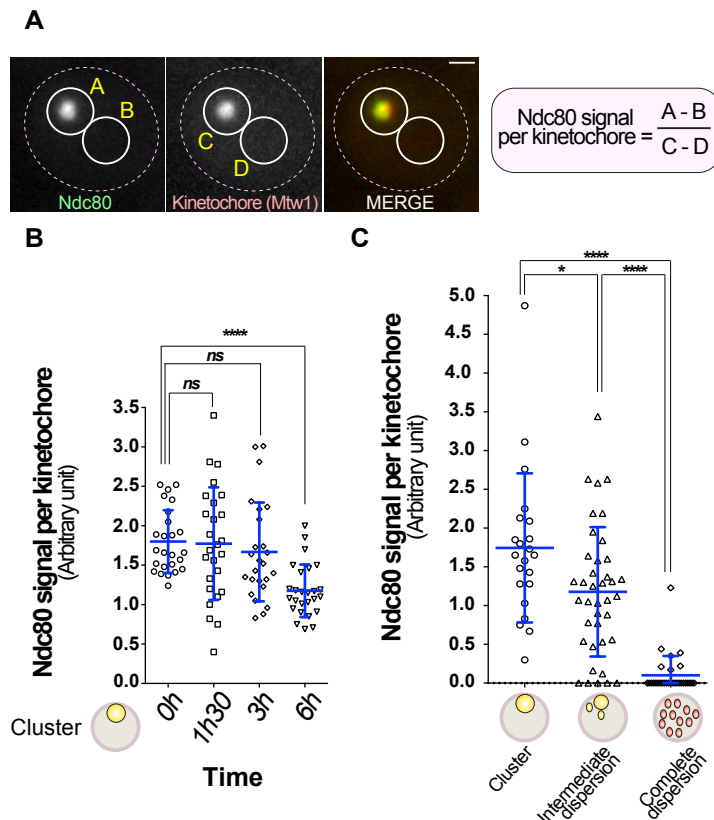 A
A
B
C
D
Ndc80
Kinetochore (Mtw1)
MERGE
Ndc80 signal
per kinetochore = A - B
C - D
B
Ndc80 signal per kinetochore
(Arbitrary unit)
****
ns
ns
3.5
3.0
2.5
2.0
1.5
1.0
0.5
0.0
0h
1h30
3h
6h
Cluster
Time
C
Ndc80 signal per kinetochore
(Arbitrary unit)
****
*
****
5.0
4.5
4.0
3.5
3.0
2.5
2.0
1.5
1.0
0.5
0.0
Cluster
Intermediate
dispersion
Complete
dispersion